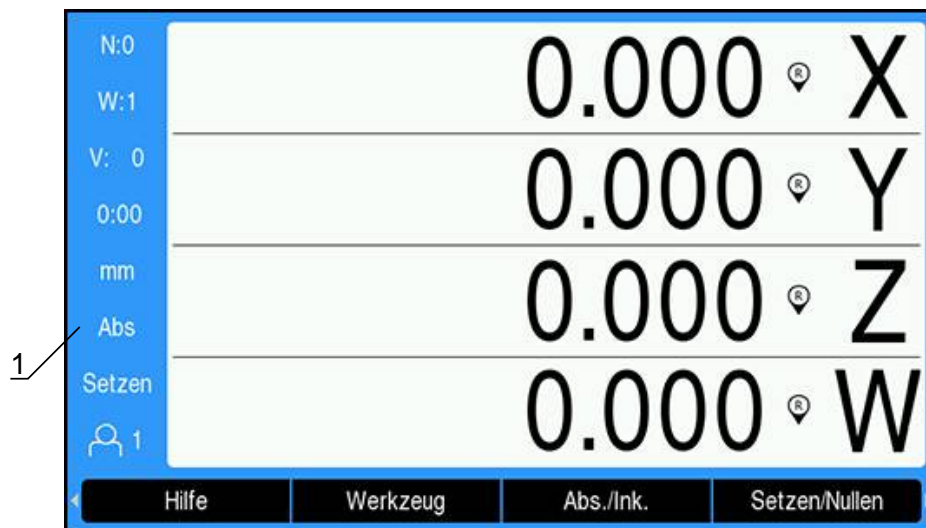 N:0
W:1
V: 0
0:00
mm
Abs
Setzen
1
0.000 ® X
0.000 ® Y
0.000 ® Z
0.000 ® W
Hilfe Werkzeug Abs./Ink. Setzen/Nullen
1